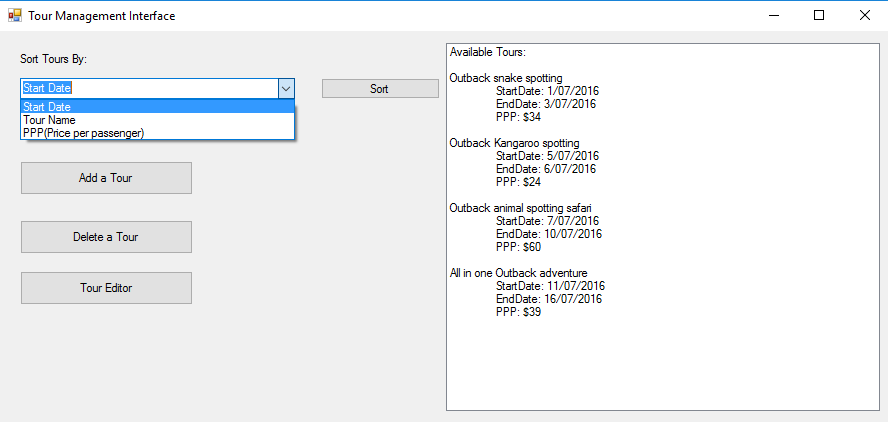 Tour Management Interface
Sort Tours By:
Start Date
Sort
Start Date
Tour Name
PPP(Price per passenger)
Add a Tour
Delete a Tour
Tour Editor
Available Tours:
Outback snake spotting
StartDate: 1/07/2016
EndDate: 3/07/2016
PPP: $34
Outback Kangaroo spotting
StartDate: 5/07/2016
EndDate: 6/07/2016
PPP: $24
Outback animal spotting safari
StartDate: 7/07/2016
EndDate: 10/07/2016
PPP: $60
All in one Outback adventure
StartDate: 11/07/2016
EndDate: 16/07/2016
PPP: $39